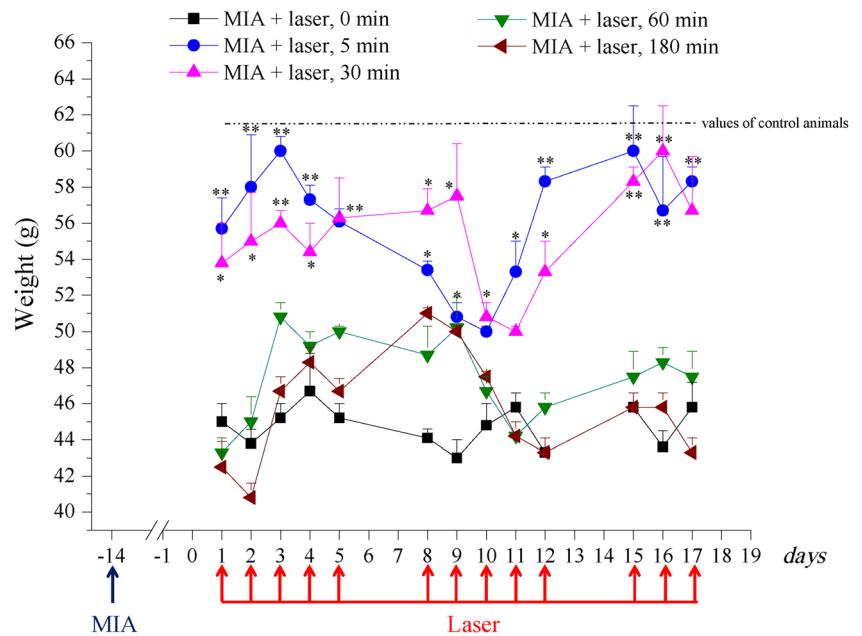 MIA + laser, 0 min
MIA + laser, 60 min
MIA + laser, 5 min
MIA + laser, 180 min
MIA + laser, 30 min
66
64
62
60
58
56
54
52
50
48
46
44
42
40
Weight (g)
values of control animals
** ** ** ** ** * * * * ** ** ** **
* ** * * * * * ** **
-14 -1 0 1 2 3 4 5 6 7 8 9 10 11 12 13 14 15 16 17 18 19 days
MIA
Laser